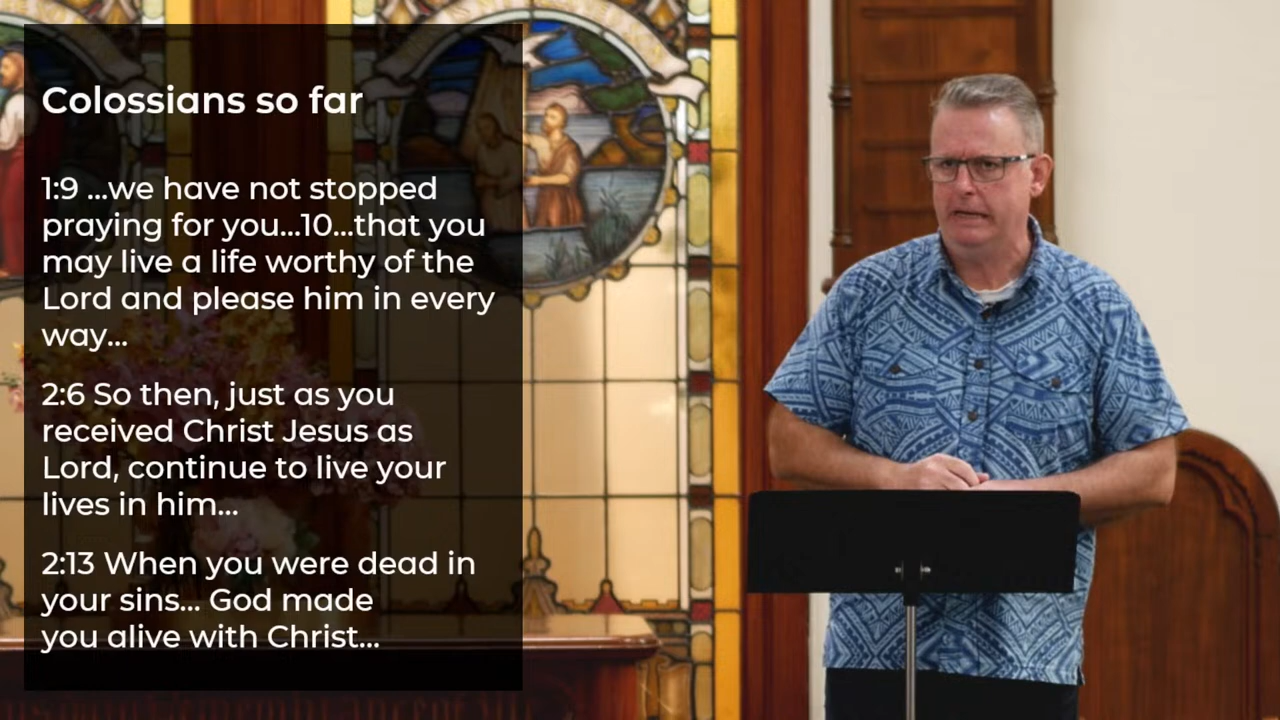 Colossians so far
1:9 ...we have not stopped
praying for you...10...that you
may live a life worthy of the
Lord and please him in every
way...
2:6 So then, just as you
received Christ Jesus as
Lord, continue to live your
lives in him...
2:13 When you were dead in
your sins... God made
you alive with Christ...